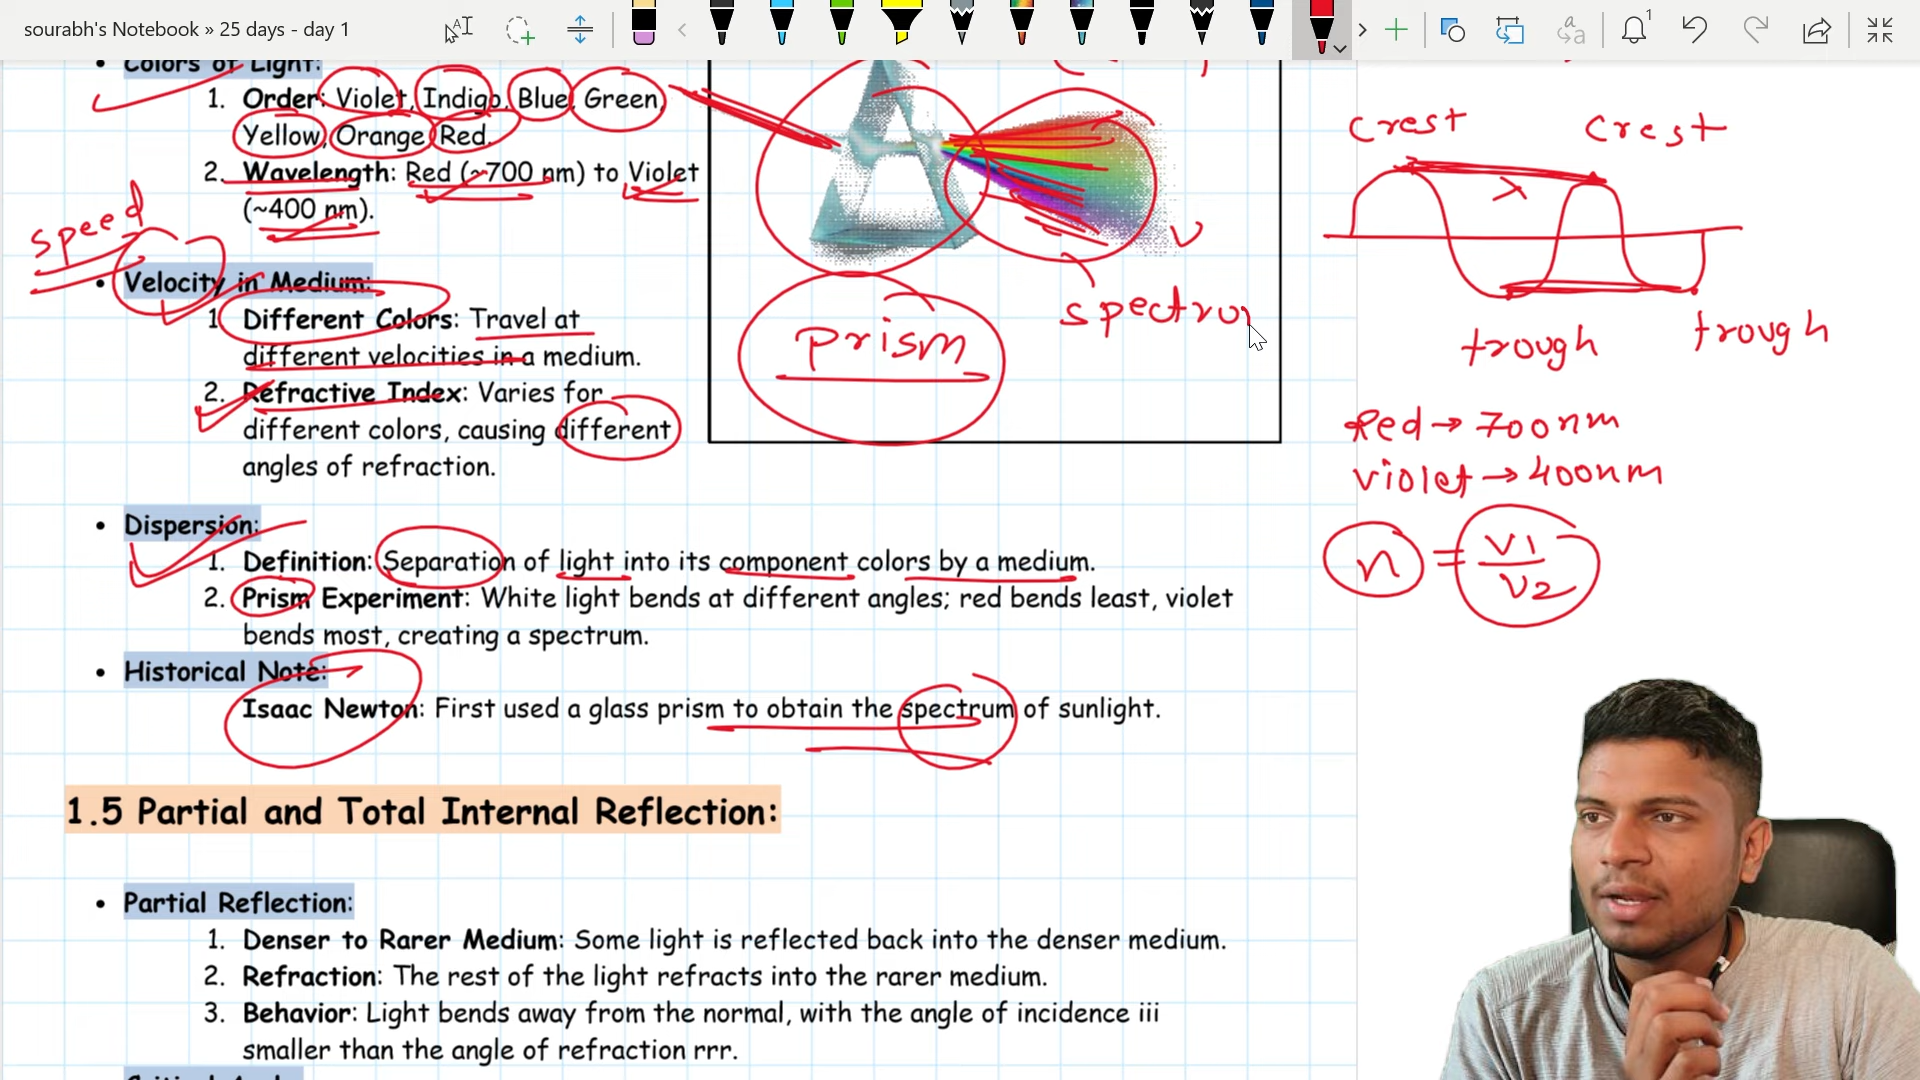 sourabh's Notebook » 25 days - day 1
1
Colors of Light:
1. Order: Violet, Indigo, Blue, Green,
Yellow, Orange, Red.
2. Wavelength: Red (~700 nm) to Violet
(~400 nm).
speed
Velocity in Medium:
1 Different Colors: Travel at
different velocities in a medium.
2. Refractive Index: Varies for
different colors, causing different
angles of refraction.
V
spectrum
prism
crest
crest
λ
trough
trough
Red → 700nm
violet → 400nm
n = v1
v2
Dispersion:
1. Definition: Separation of light into its component colors by a medium.
2. Prism Experiment: White light bends at different angles; red bends least, violet
bends most, creating a spectrum.
Historical Note:
Isaac Newton: First used a glass prism to obtain the spectrum of sunlight.
1.5 Partial and Total Internal Reflection:
Partial Reflection:
1. Denser to Rarer Medium: Some light is reflected back into the denser medium.
2. Refraction: The rest of the light refracts into the rarer medium.
3. Behavior: Light bends away from the normal, with the angle of incidence iii
smaller than the angle of refraction rrr.